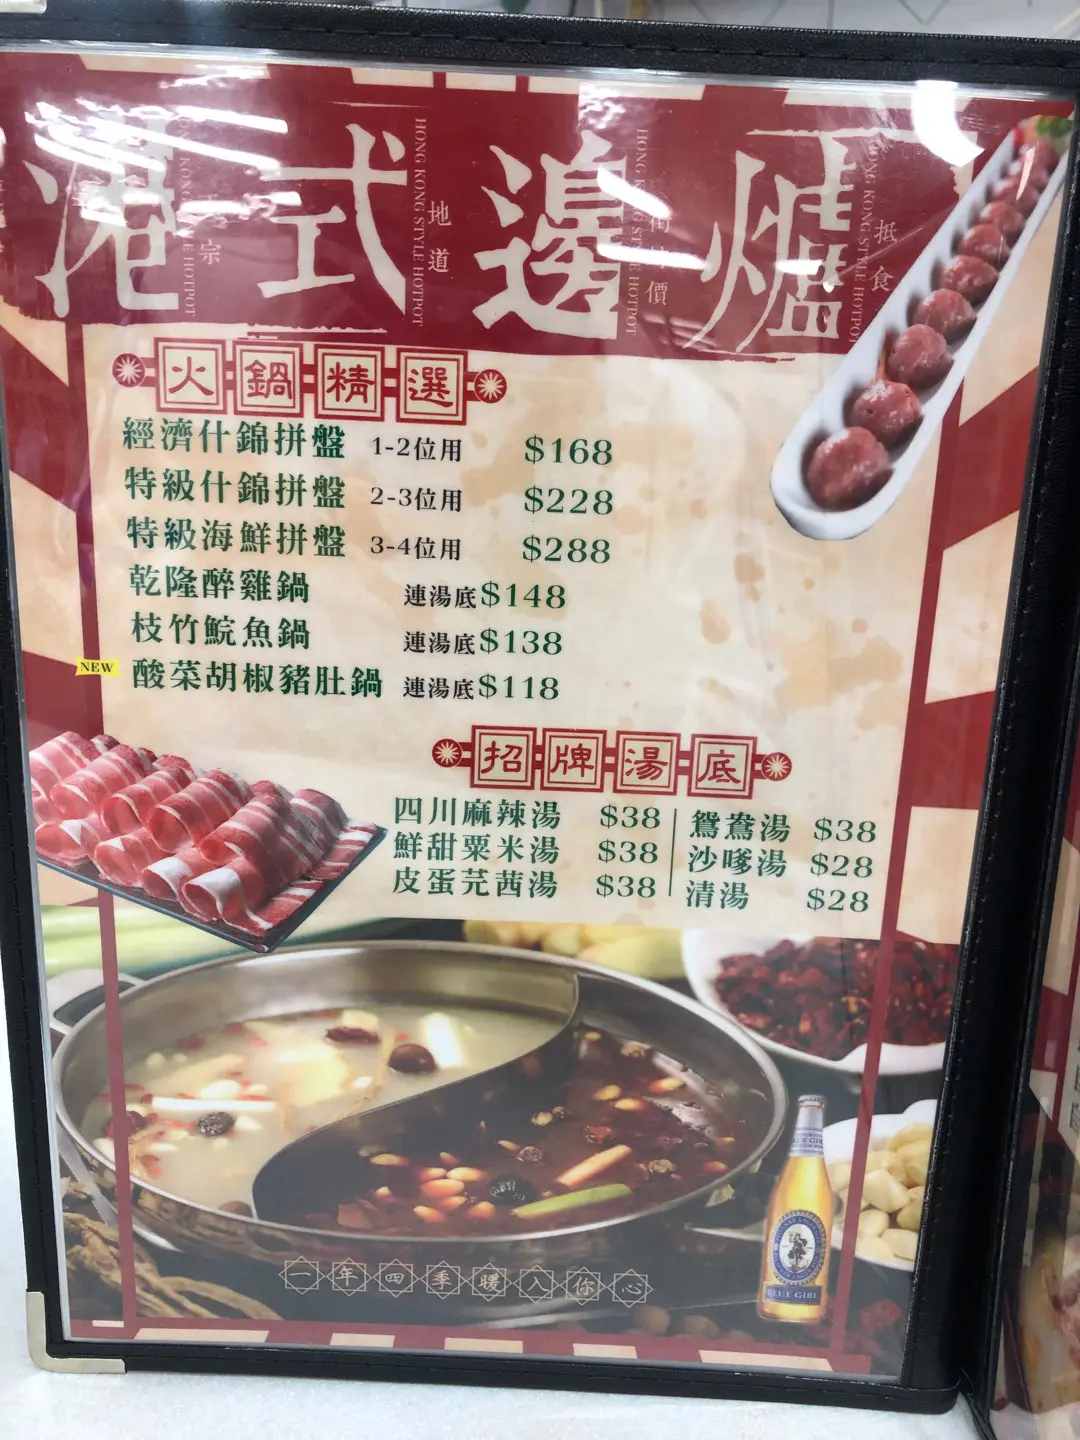 港式邊爐
宗
地道
街 價
抵食
HONG KONG STYLE HOTPOT
火鍋精選
經濟什錦拼盤 1-2位用 $168
特級什錦拼盤 2-3位用 $228
特級海鮮拼盤 3-4位用 $288
乾隆醉雞鍋 連湯底$148
枝竹鯇魚鍋 連湯底$138
NEW 酸菜胡椒豬肚鍋 連湯底$118
招牌湯底
四川麻辣湯 $38 鴛鴦湯 $38
鮮甜粟米湯 $38 沙嗲湯 $28
皮蛋芫茜湯 $38 清湯 $28
BLUE GIRL
一年四季暖入你心